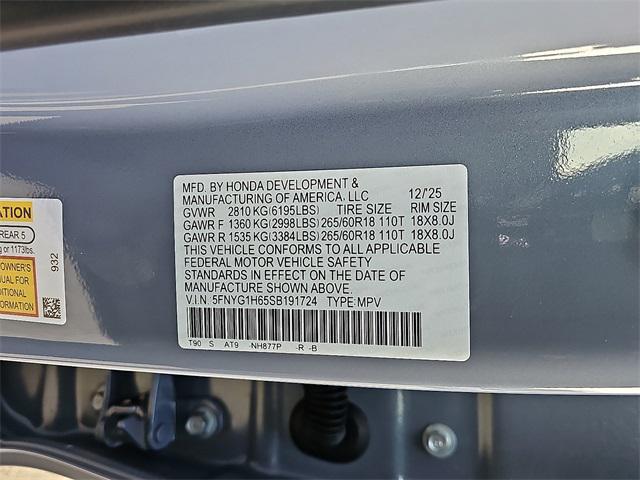 ATION
REAR 5
g or 1173lbs.
OWNER'S
MANUAL FOR
ADDITIONAL
932
MFD. BY HONDA DEVELOPMENT &
MANUFACTURING OF AMERICA, LLC 12/'25
GVWR 2810 KG(6195LBS) TIRE SIZE RIM SIZE
GAWR F 1360 KG(2998LBS) 265/60R18 110T 18X8.0J
GAWR R 1535 KG(3384LBS) 265/60R18 110T 18X8.0J
THIS VEHICLE CONFORMS TO ALL APPLICABLE
FEDERAL MOTOR VEHICLE SAFETY
STANDARDS IN EFFECT ON THE DATE OF
MANUFACTURE SHOWN ABOVE.
V.I.N: 5FNYG1H65SB191724 TYPE:MPV
T90 S AT9 NH877P -R -B